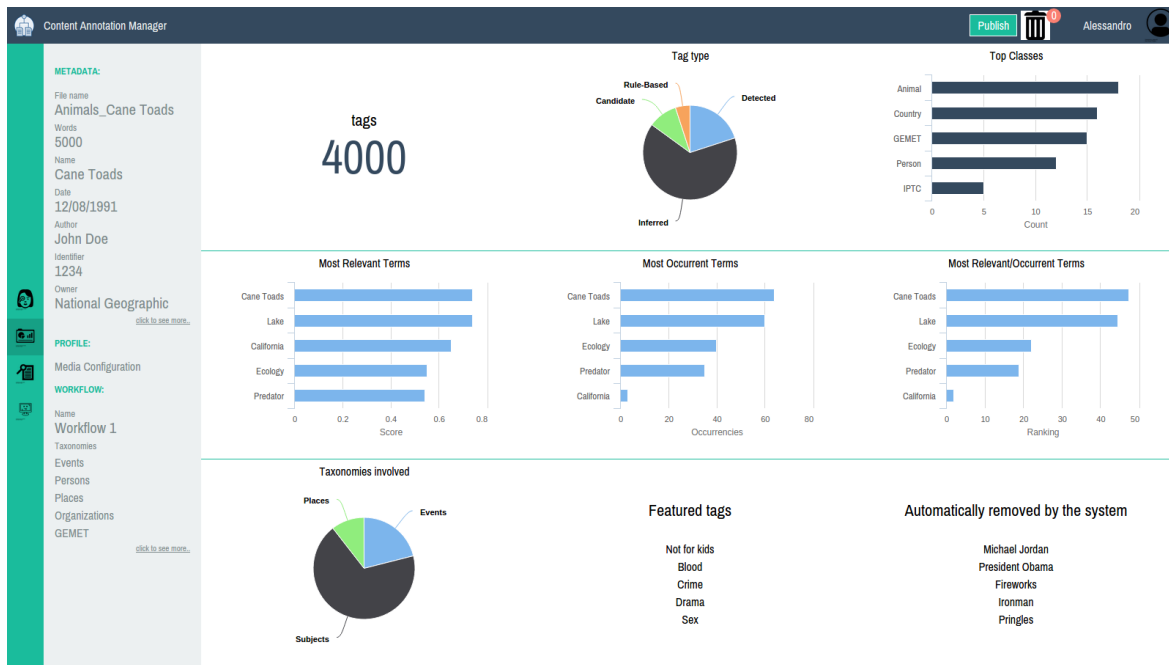 Content Annotation Manager
Publish
0
Alessandro
METADATA:
File name
Animals_Cane Toads
Words
5000
Name
Cane Toads
Date
12/08/1991
Author
John Doe
Identifier
1234
Owner
National Geographic
click to see more..
PROFILE:
Media Configuration
WORKFLOW:
Name
Workflow 1
Taxonomies
Events
Persons
Places
Organizations
GEMET
click to see more..
tags
4000
Tag type
Rule-Based
Candidate
Detected
Inferred
Top Classes
Animal
Country
GEMET
Person
IPTC
0 5 10 15 20
Count
Most Relevant Terms
Cane Toads
Lake
California
Ecology
Predator
0 0.2 0.4 0.6 0.8
Score
Most Occurrent Terms
Cane Toads
Lake
Ecology
Predator
California
0 20 40 60 80
Occurrencies
Most Relevant/Occurrent Terms
Cane Toads
Lake
Ecology
Predator
California
0 10 20 30 40 50
Ranking
Taxonomies involved
Places
Events
Subjects
Featured tags
Not for kids
Blood
Crime
Drama
Sex
Automatically removed by the system
Michael Jordan
President Obama
Fireworks
Ironman
Pringles